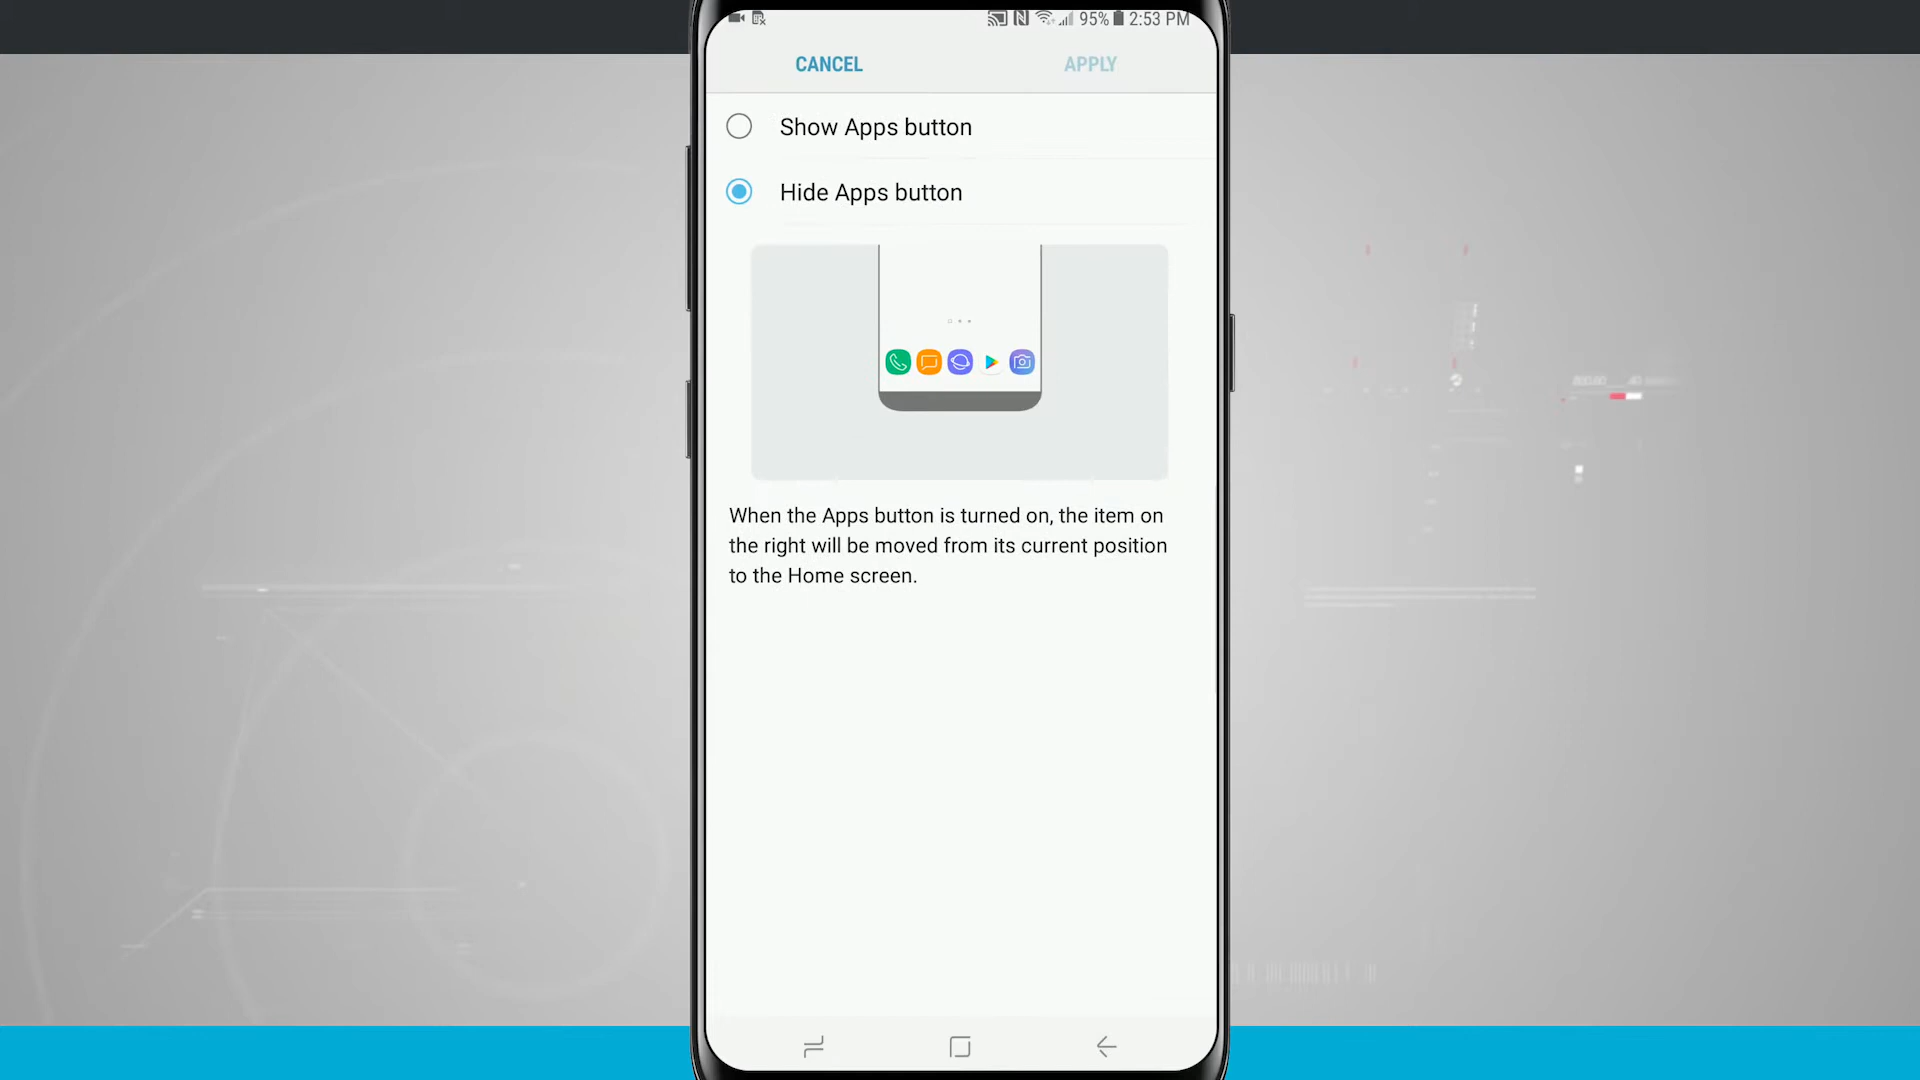 95% 2:53 PM
CANCEL APPLY
Show Apps button
Hide Apps button
When the Apps button is turned on, the item on
the right will be moved from its current position
to the Home screen.